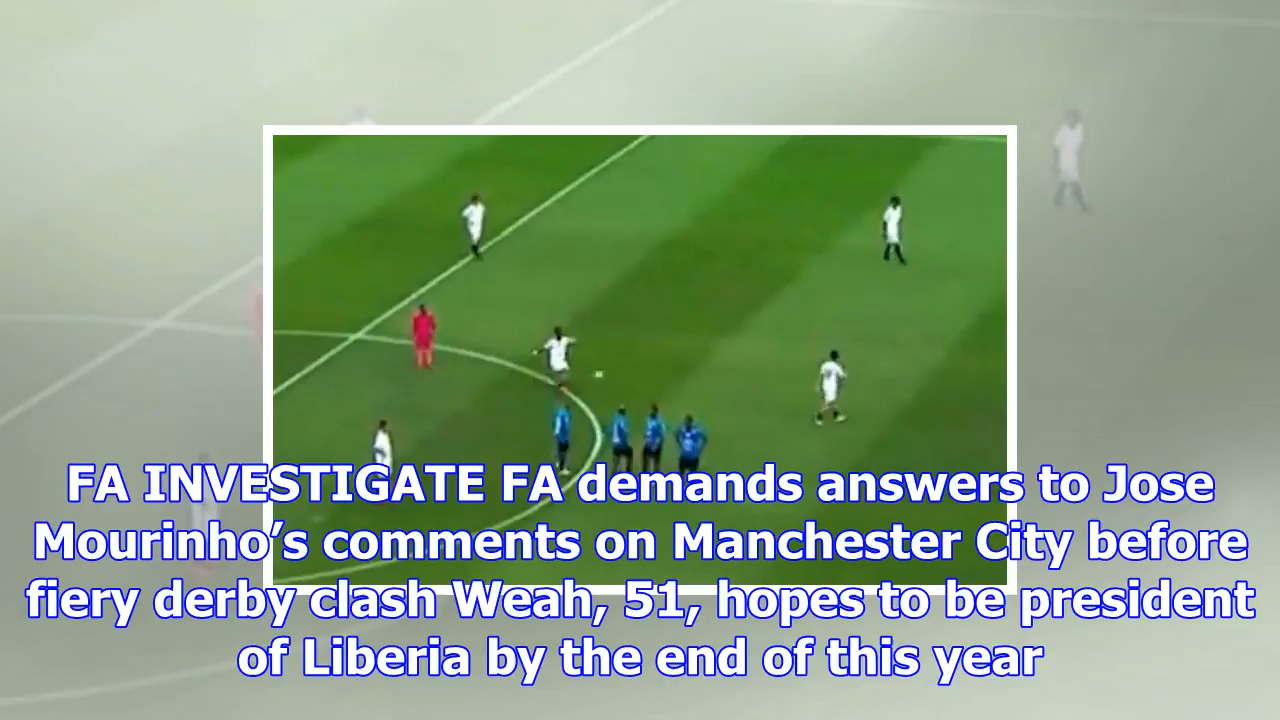 FA INVESTIGATE FA demands answers to Jose
Mourinho’s comments on Manchester City before
fiery derby clash Weah, 51, hopes to be president
of Liberia by the end of this year